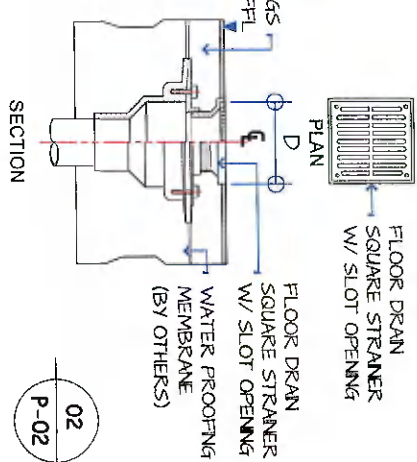 PLAN
FLOOR DRAIN
SQUARE STRAINER
W/ SLOT OPENING
GS
FFL
D
FLOOR DRAIN
SQUARE STRAINER
W/ SLOT OPENING
WATER PROOFING
MEMBRANE
(BY OTHERS)
SECTION
02
P-02